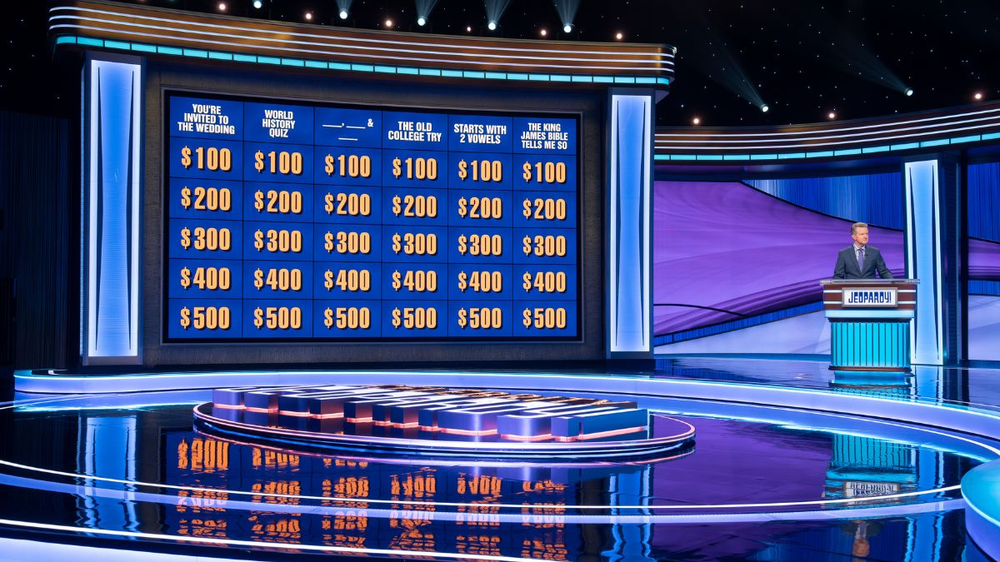 YOU'RE
INVITED TO
THE WEDDING
WORLD
HISTORY
QUIZ
___, ___ &
___
THE OLD
COLLEGE TRY
STARTS WITH
2 VOWELS
THE KING
JAMES BIBLE
TELLS ME SO
$100 $100 $100 $100 $100 $100
$200 $200 $200 $200 $200 $200
$300 $300 $300 $300 $300 $300
$400 $400 $400 $400 $400 $400
$500 $500 $500 $500 $500 $500
JEOPARDY!